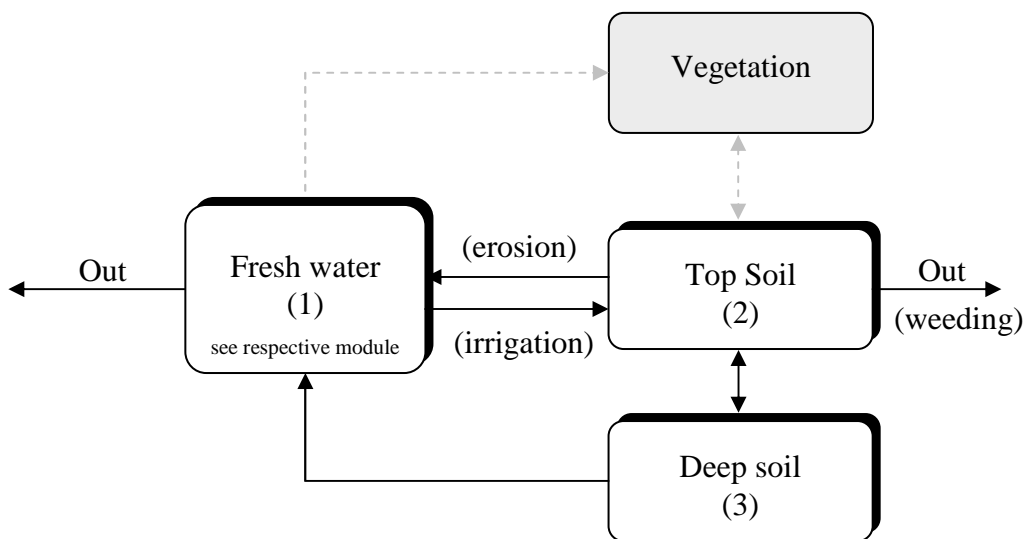 Vegetation
(erosion)
Out
Fresh water
(1)
see respective module
(irrigation)
Top Soil
(2)
Out
(weeding)
Deep soil
(3)